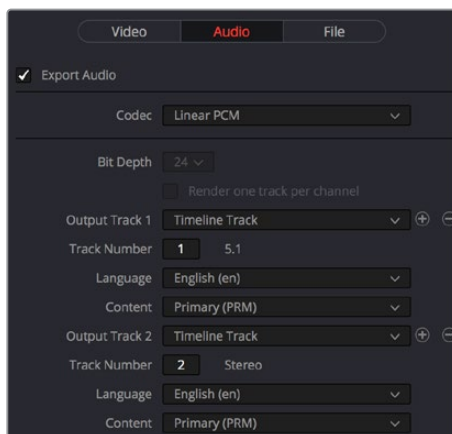 Video Audio File
Export Audio
Codec Linear PCM
Bit Depth 24
Render one track per channel
Output Track 1 Timeline Track
Track Number 1 5.1
Language English (en)
Content Primary (PRM)
Output Track 2 Timeline Track
Track Number 2 Stereo
Language English (en)
Content Primary (PRM)